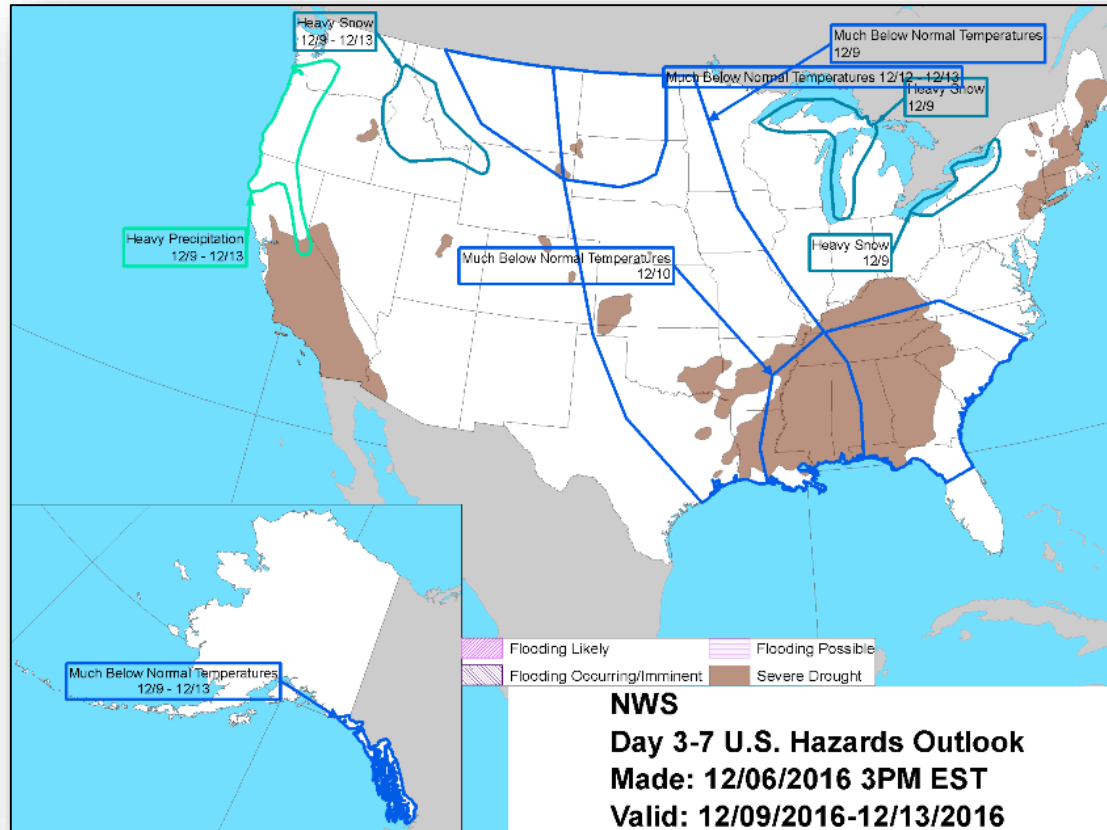 Heavy Snow
12/9 - 12/13
Much Below Normal Temperatures
12/9
Much Below Normal Temperatures 12/12 - 12/13
Heavy Snow
12/9
Heavy Precipitation
12/9 - 12/13
Much Below Normal Temperatures
12/10
Heavy Snow
12/9
Much Below Normal Temperatures
12/9 - 12/13
Flooding Likely
Flooding Possible
Flooding Occurring/Imminent
Severe Drought
NWS
Day 3-7 U.S. Hazards Outlook
Made: 12/06/2016 3PM EST
Valid: 12/09/2016-12/13/2016